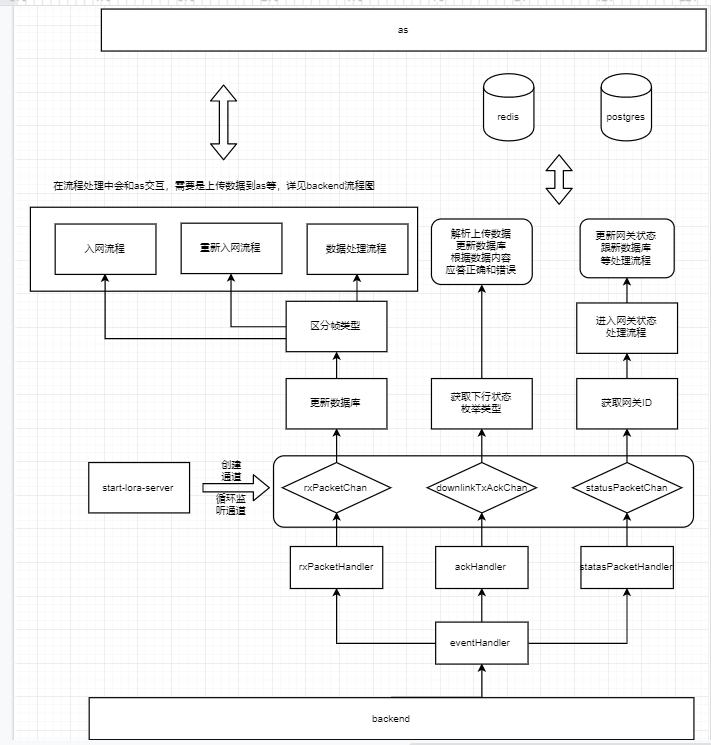 as
redis
postgres
在流程处理中会和as交互，需要是上传数据到as等，详见backend流程图
入网流程
重新入网流程
数据处理流程
解析上传数据
更新数据库
根据数据内容
应答正确和错误
更新网关状态
跟新数据库
等处理流程
区分帧类型
进入网关状态
处理流程
更新数据库
获取下行状态
枚举类型
获取网关ID
start-lora-server
创建
通道
循环监
听通道
rxPacketChan
downlinkTxAckChan
statusPacketChan
rxPacketHandler
ackHandler
statasPacketHandler
eventHandler
backend